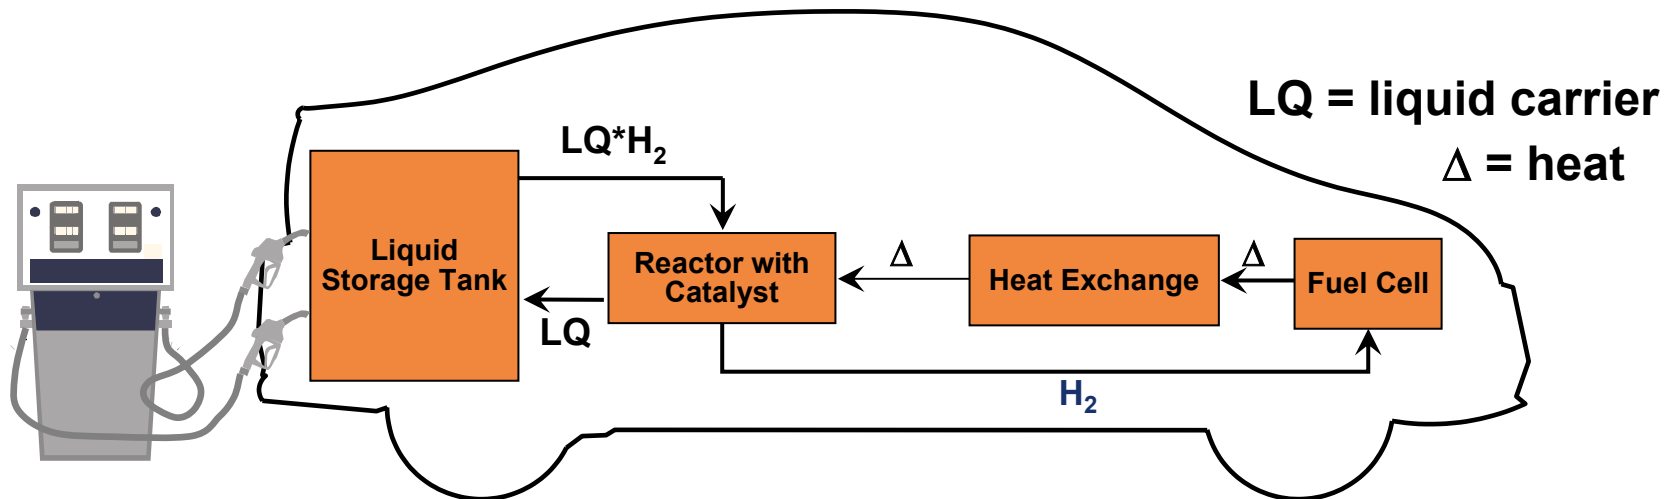 LQ = liquid carrier
Δ = heat
LQ*H₂
Liquid
Storage Tank
Reactor with
Catalyst
Δ
Heat Exchange
Δ
Fuel Cell
LQ
H₂